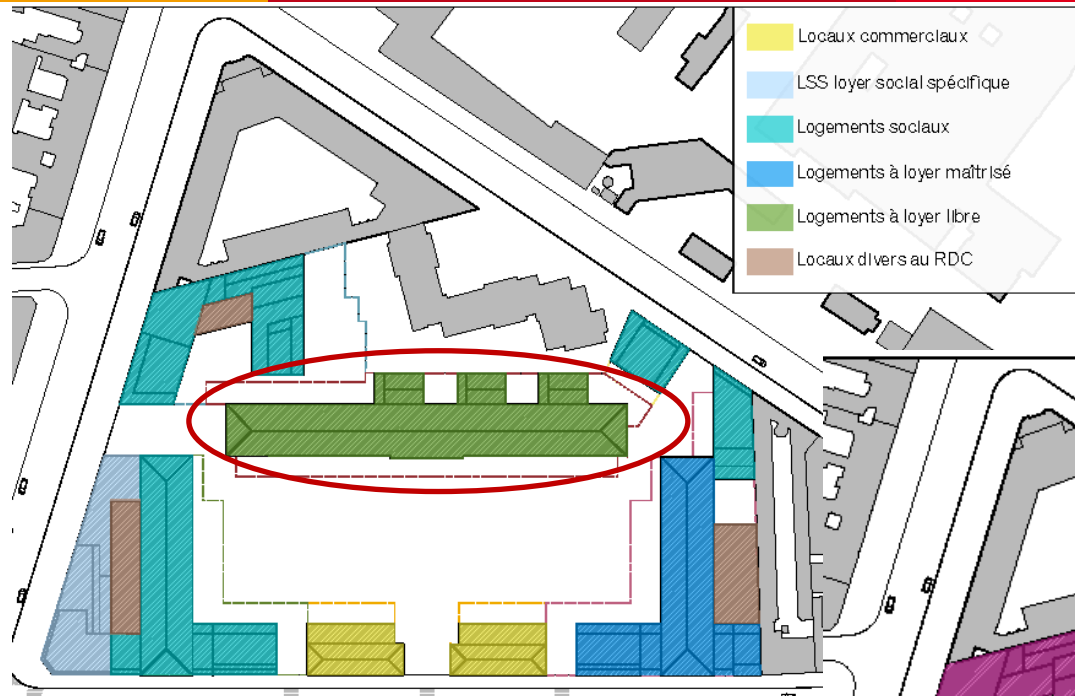 Locaux commerciaux
LSS loyer social spécifique
Logements sociaux
Logements à loyer maîtrisé
Logements à loyer libre
Locaux divers au RDC